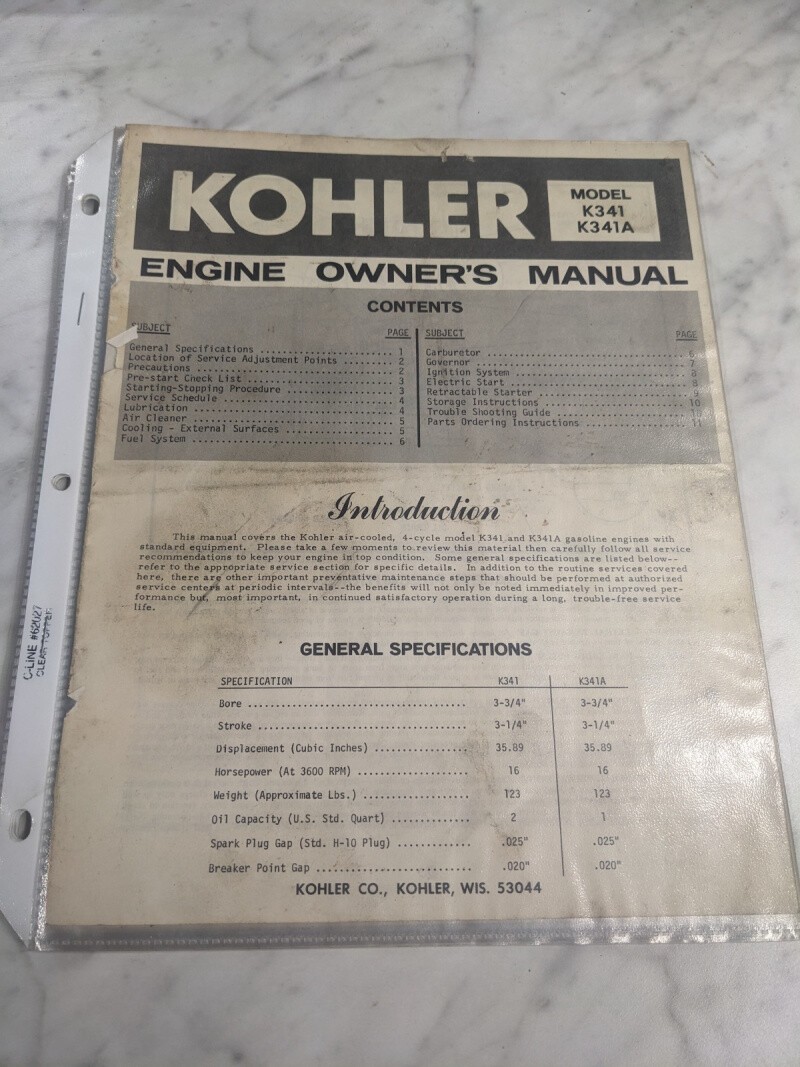 KOHLER
MODEL
K341
K341A
ENGINE OWNER'S MANUAL
CONTENTS
SUBJECT PAGE
General Specifications 1
Location of Service Adjustment Points 2
Precautions 2
Pre-start Check List 3
Starting-Stopping Procedure 3
Service Schedule 4
Lubrication 4
Air Cleaner 5
Cooling - External Surfaces 5
Fuel System 6
SUBJECT PAGE
Carburetor 6
Governor 7
Ignition System 8
Electric Start 8
Retractable Starter 9
Storage Instructions 10
Trouble Shooting Guide 10
Parts Ordering Instructions 11
Introduction
This manual covers the Kohler air-cooled, 4-cycle model K341 and K341A gasoline engines with
standard equipment. Please take a few moments to review this material then carefully follow all service
recommendations to keep your engine in top condition. Some general specifications are listed below--
refer to the appropriate service section for specific details. In addition to the routine services covered
here, there are other important preventative maintenance steps that should be performed at authorized
service centers at periodic intervals--the benefits will not only be noted immediately in improved per-
formance but, most important, in continued satisfactory operation during a long, trouble-free service
life.
GENERAL SPECIFICATIONS
SPECIFICATION K341 K341A
Bore 3-3/4" 3-3/4"
Stroke 3-1/4" 3-1/4"
Displacement (Cubic Inches) 35.89 35.89
Horsepower (At 3600 RPM) 16 16
Weight (Approximate Lbs.) 123 123
Oil Capacity (U.S. Std. Quart) 2 1
Spark Plug Gap (Std. H-10 Plug) .025" .025"
Breaker Point Gap .020" .020"
KOHLER CO., KOHLER, WIS. 53044
C-LINE #62027